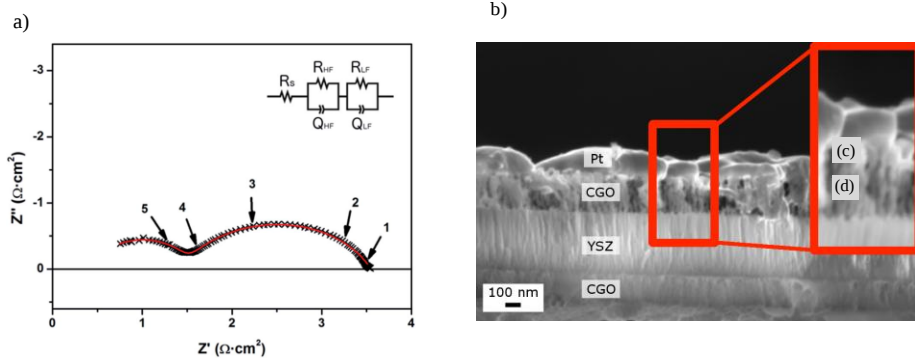 a)
b)
-3
-2
-1
0
1
0
1
2
3
4
Z'' (Ω·cm²)
Z' (Ω·cm²)
R_S
R_HF
R_LF
Q_HF
Q_LF
5
4
3
2
1
Pt
CGO
YSZ
CGO
100 nm
(c)
(d)